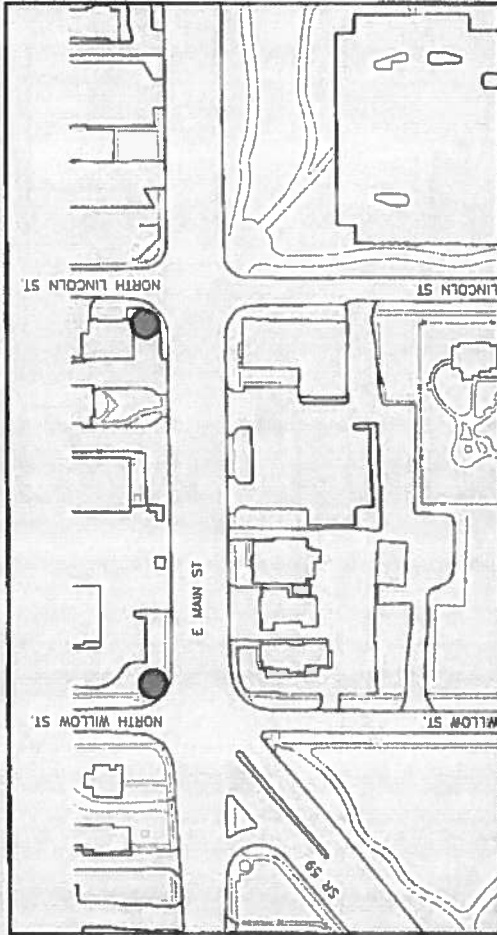 NORTH LINCOLN ST.
LINCOLN ST.
E MAIN ST
NORTH WILLOW ST.
WILLOW ST.
SR 59